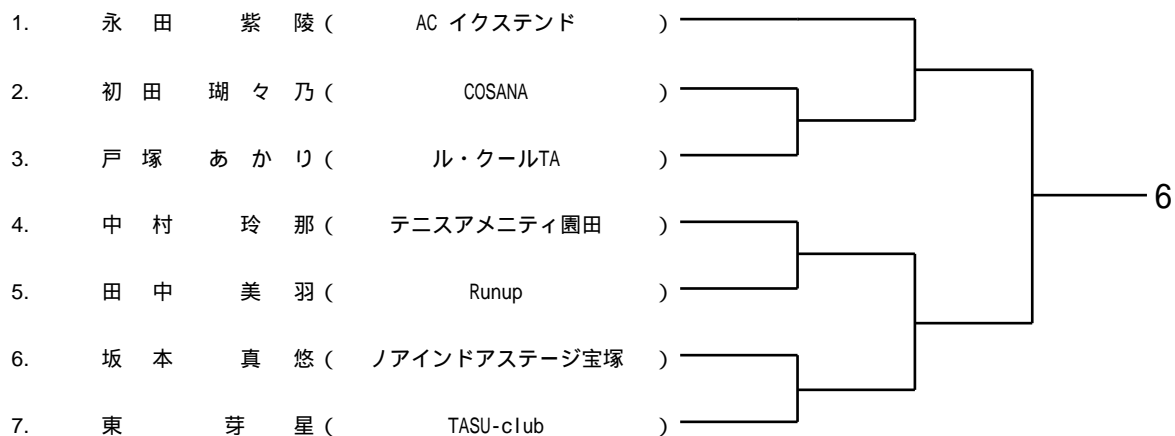 1. 永田 紫陵 ( AC イクステンド )
2. 初田 瑚々乃 ( COSANA )
3. 戸塚 あかり ( ル・クールTA )
6
4. 中村 玲那 ( テニスアメニティ園田 )
5. 田中 美羽 ( Runup )
6. 坂本 真悠 ( ノアインドアステージ宝塚 )
7. 東 芽星 ( TASU-club )